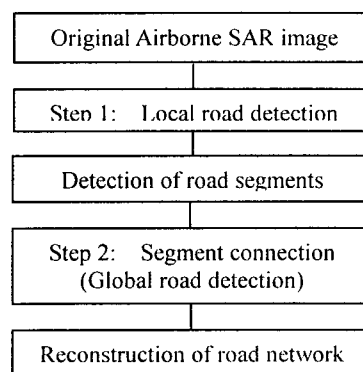 Original Airborne SAR image
Step 1: Local road detection
Detection of road segments
Step 2: Segment connection
(Global road detection)
Reconstruction of road network